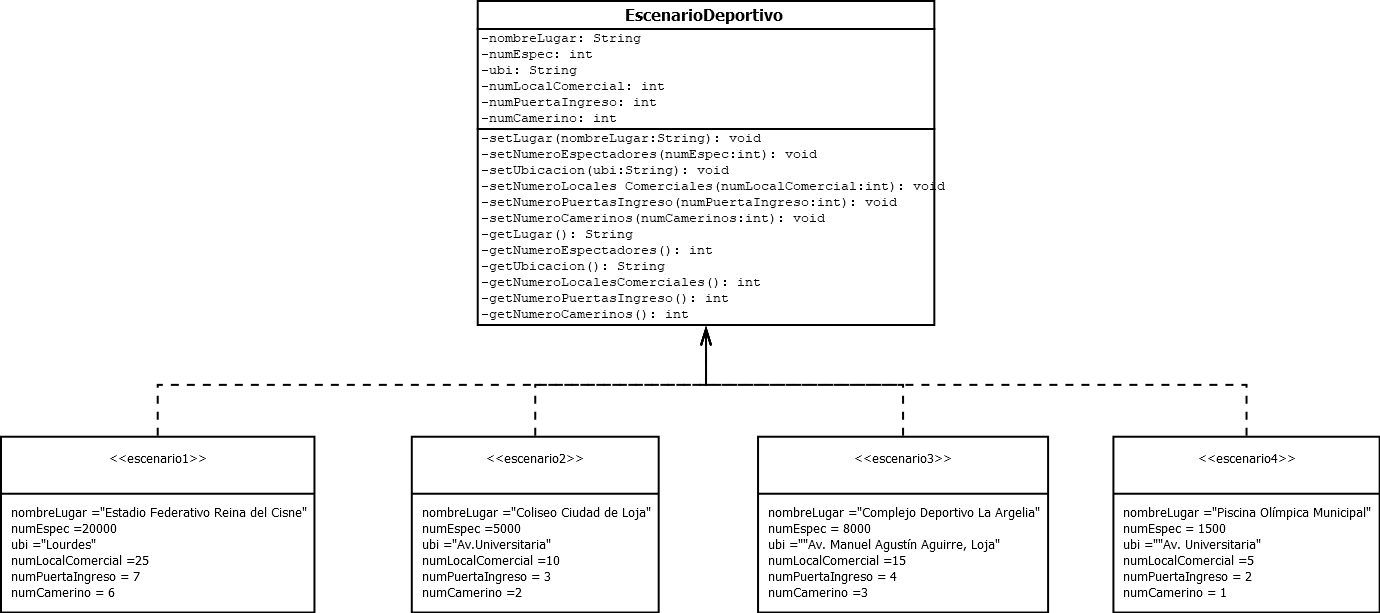 EscenarioDeportivo
-nombreLugar: String
-numEspec: int
-ubi: String
-numLocalComercial: int
-numPuertaIngreso: int
-numCamerino: int
-setLugar(nombreLugar:String): void
-setNumeroEspectadores(numEspec:int): void
-setUbicacion(ubi:String): void
-setNumeroLocales Comerciales(numLocalComercial:int): void
-setNumeroPuertasIngreso(numPuertaIngreso:int): void
-setNumeroCamerinos(numCamerinos:int): void
-getLugar(): String
-getNumeroEspectadores(): int
-getUbicacion(): String
-getNumeroLocalesComerciales(): int
-getNumeroPuertasIngreso(): int
-getNumeroCamerinos(): int
<<escenario1>>
nombreLugar ="Estadio Federativo Reina del Cisne"
numEspec =20000
ubi ="Lourdes"
numLocalComercial =25
numPuertaIngreso = 7
numCamerino = 6
<<escenario2>>
nombreLugar ="Coliseo Ciudad de Loja"
numEspec =5000
ubi ="Av.Universitaria"
numLocalComercial =10
numPuertaIngreso = 3
numCamerino =2
<<escenario3>>
nombreLugar ="Complejo Deportivo La Argelia"
numEspec = 8000
ubi =""Av. Manuel Agustín Aguirre, Loja"
numLocalComercial =15
numPuertaIngreso = 4
numCamerino =3
<<escenario4>>
nombreLugar ="Piscina Olímpica Municipal"
numEspec = 1500
ubi =""Av. Universitaria"
numLocalComercial =5
numPuertaIngreso = 2
numCamerino = 1